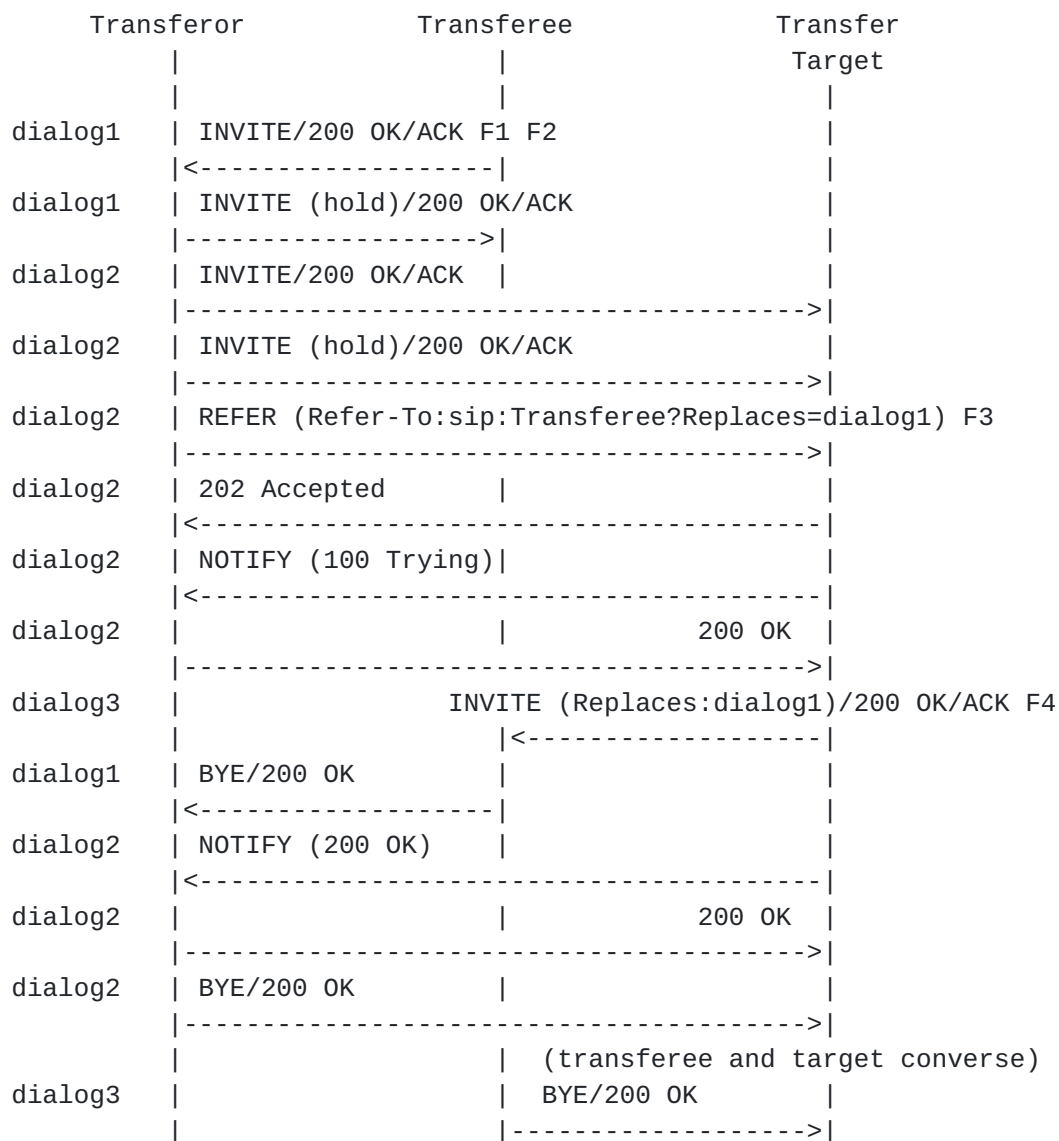 Transferor           Transferee             Transfer
     |                    |                  Target
     |                    |                    |
dialog1   | INVITE/200 OK/ACK F1 F2                |
          |<-------------------|                   |
dialog1   | INVITE (hold)/200 OK/ACK               |
          |------------------->|                   |
dialog2   | INVITE/200 OK/ACK  |                   |
          |--------------------------------------->|
dialog2   | INVITE (hold)/200 OK/ACK               |
          |--------------------------------------->|
dialog2   | REFER (Refer-To:sip:Transferee?Replaces=dialog1) F3
          |--------------------------------------->|
dialog2   | 202 Accepted       |                   |
          |<---------------------------------------|
dialog2   | NOTIFY (100 Trying)|                   |
          |<---------------------------------------|
dialog2   |                    |            200 OK |
          |--------------------------------------->|
dialog3   |                 INVITE (Replaces:dialog1)/200 OK/ACK F4
          |                    |<------------------|
dialog1   | BYE/200 OK         |                   |
          |<-------------------|                   |
dialog2   | NOTIFY (200 OK)    |                   |
          |<---------------------------------------|
dialog2   |                    |            200 OK |
          |--------------------------------------->|
dialog2   | BYE/200 OK         |                   |
          |--------------------------------------->|
          |                    |  (transferee and target converse)
dialog3   |                    |  BYE/200 OK       |
          |                    |------------------>|